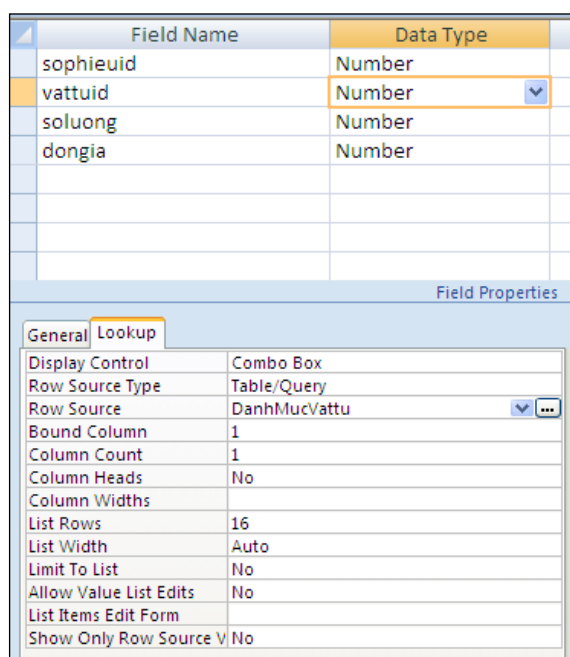 Field Name Data Type
sophieuid Number
vattuid Number
soluong Number
dongia Number
Field Properties
General Lookup
Display Control Combo Box
Row Source Type Table/Query
Row Source DanhMucVattu ...
Bound Column 1
Column Count 1
Column Heads No
Column Widths
List Rows 16
List Width Auto
Limit To List No
Allow Value List Edits No
List Items Edit Form
Show Only Row Source V No